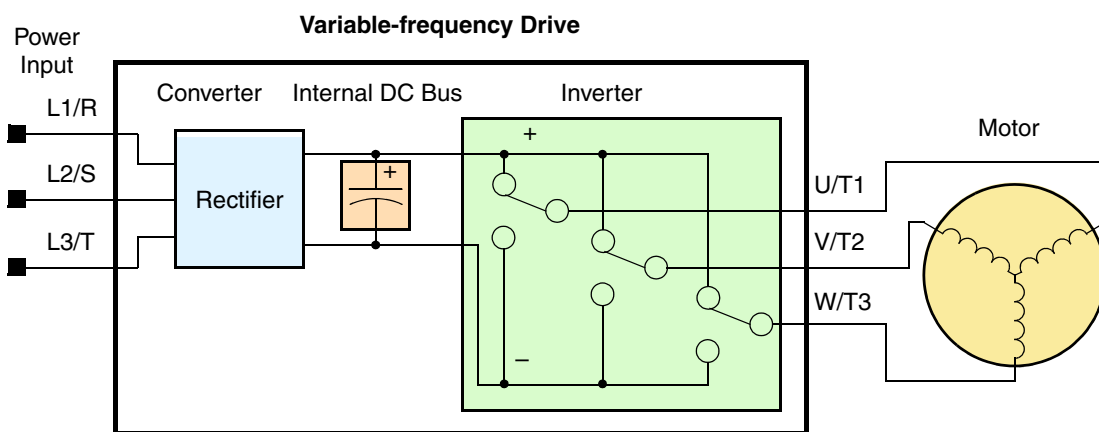 Variable-frequency Drive
Power
Input
Converter
Internal DC Bus
Inverter
Motor
L1/R
L2/S
L3/T
Rectifier
+
+
–
U/T1
V/T2
W/T3